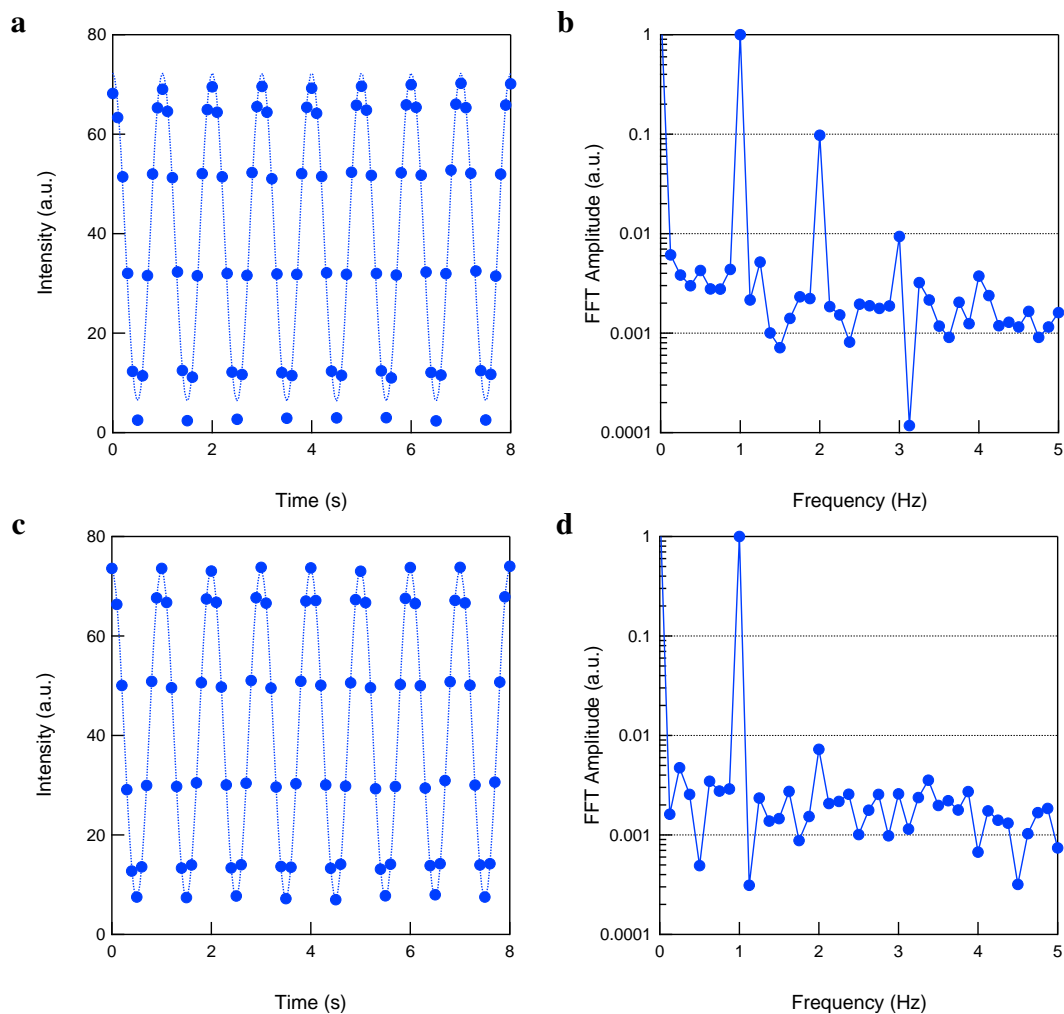 a
80
60
40
20
0
Intensity (a.u.)
0 2 4 6 8
Time (s)
b
1
0.1
0.01
0.001
0.0001
FFT Amplitude (a.u.)
0 1 2 3 4 5
Frequency (Hz)
c
80
60
40
20
0
Intensity (a.u.)
0 2 4 6 8
Time (s)
d
1
0.1
0.01
0.001
0.0001
FFT Amplitude (a.u.)
0 1 2 3 4 5
Frequency (Hz)